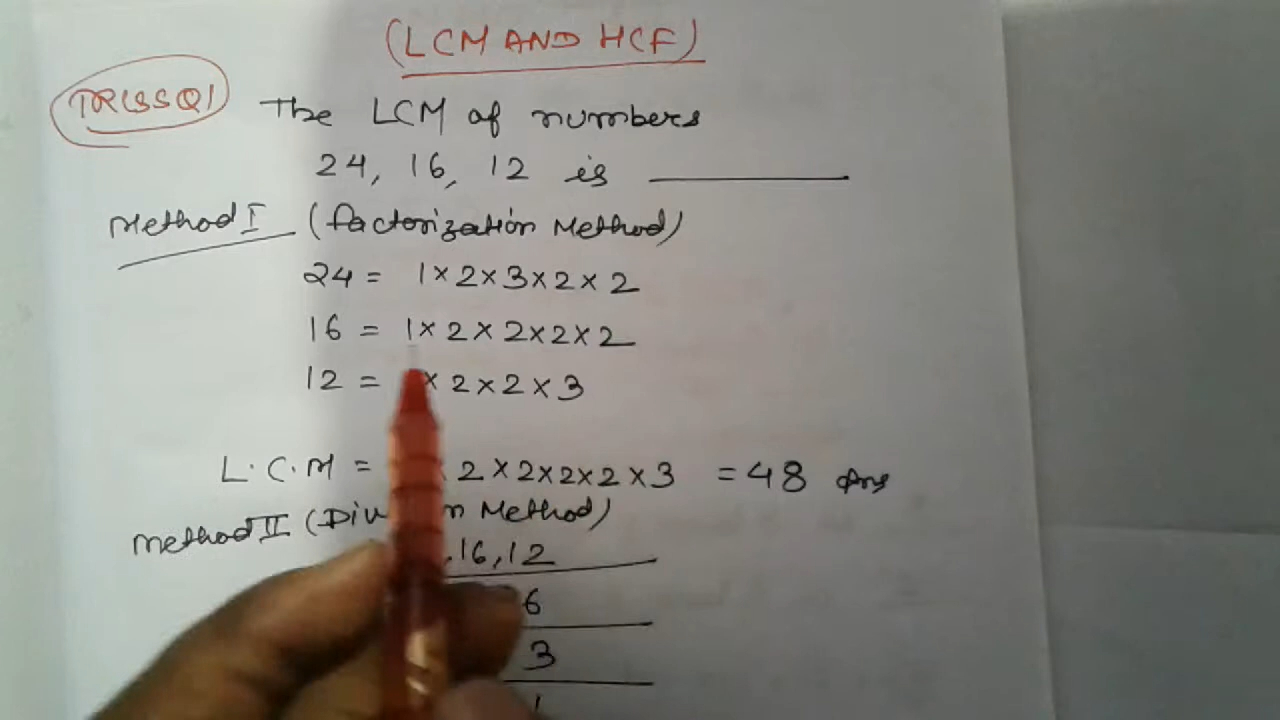 (LCM AND HCF)
The LCM of numbers
24, 16, 12 is ________
Method I (Factorization Method)
24 = 1 × 2 × 3 × 2 × 2
16 = 1 × 2 × 2 × 2 × 2
12 = × 2 × 2 × 3
L.C.M = 2 × 2 × 2 × 2 × 3 = 48 Ans
Method II ( Method)
,16,12
6
3
1